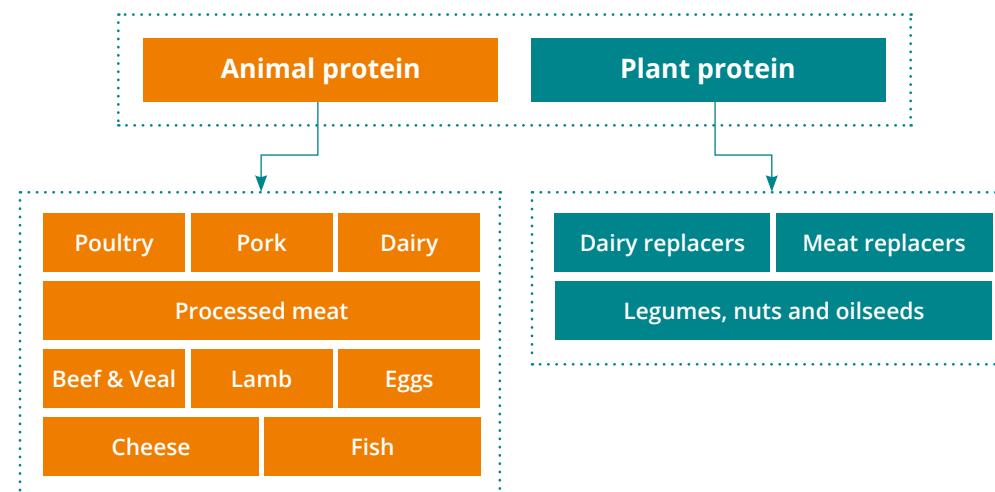 Animal protein
Plant protein
Poultry
Pork
Dairy
Processed meat
Beef & Veal
Lamb
Eggs
Cheese
Fish
Dairy replacers
Meat replacers
Legumes, nuts and oilseeds